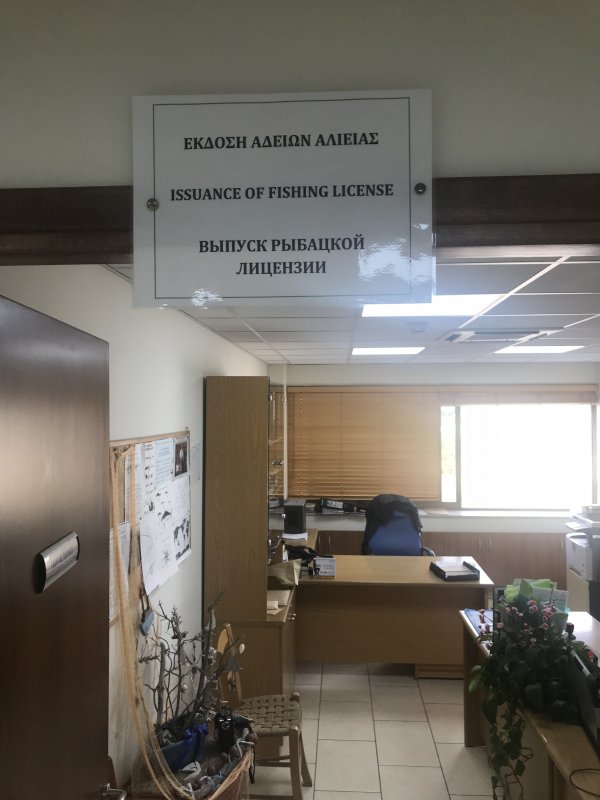 ΕΚΔΟΣΗ ΑΔΕΙΩΝ ΑΛΙΕΙΑΣ
ISSUANCE OF FISHING LICENSE
ВЫПУСК РЫБАЦКОЙ
ЛИЦЕНЗИИ